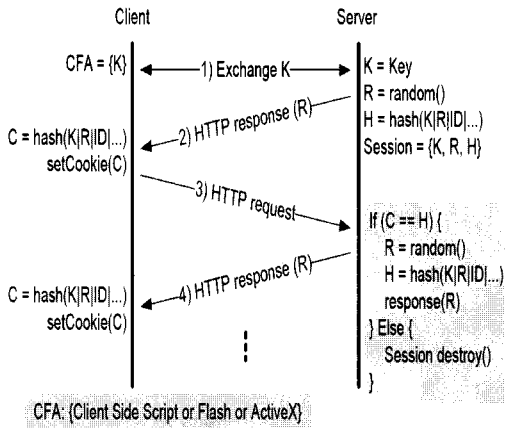 Client
Server
CFA = {K}
1) Exchange K
K = Key
R = random()
H = hash(K|R|ID|...)
Session = {K, R, H}
2) HTTP response (R)
C = hash(K|R|ID|...)
setCookie(C)
3) HTTP request
If (C == H) {
R = random()
H = hash(K|R|ID|...)
response(R)
} Else {
Session destroy()
}
4) HTTP response (R)
C = hash(K|R|ID|...)
setCookie(C)
CFA: {Client Side Script or Flash or ActiveX}